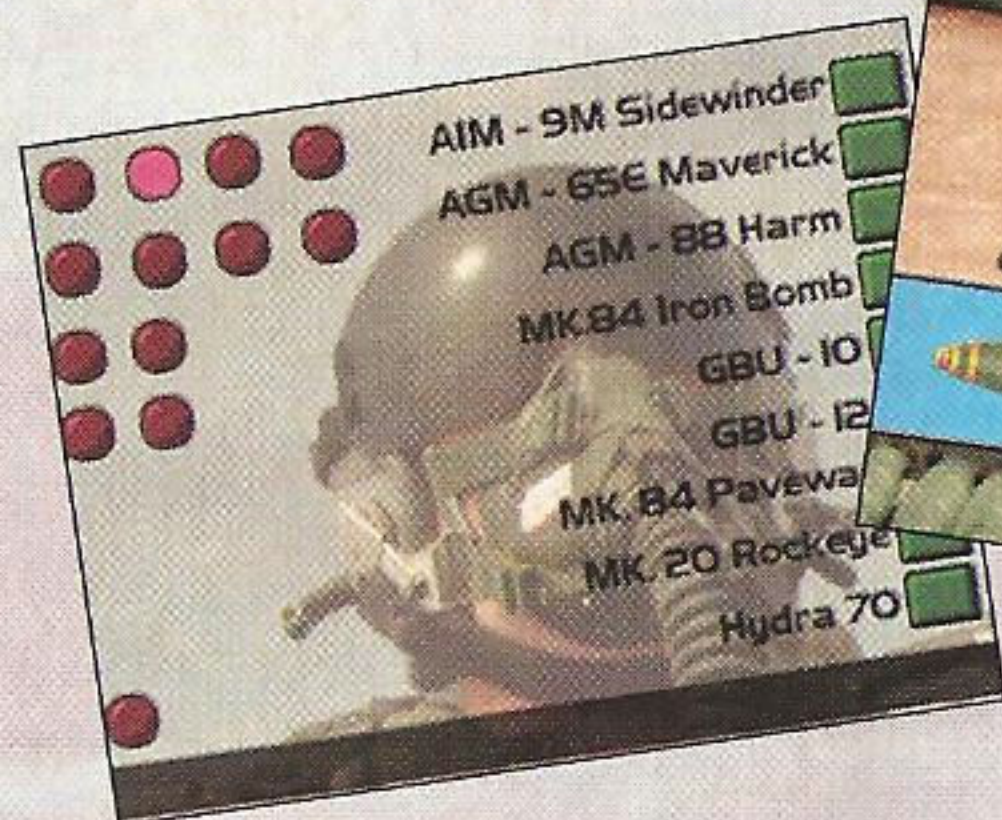 AIM - 9M Sidewinder
AGM - 65E Maverick
AGM - 88 Harm
MK.84 Iron Bomb
GBU - 10
GBU - 12
MK. 84 Pavewa
MK. 20 Rockeye
Hydra 70